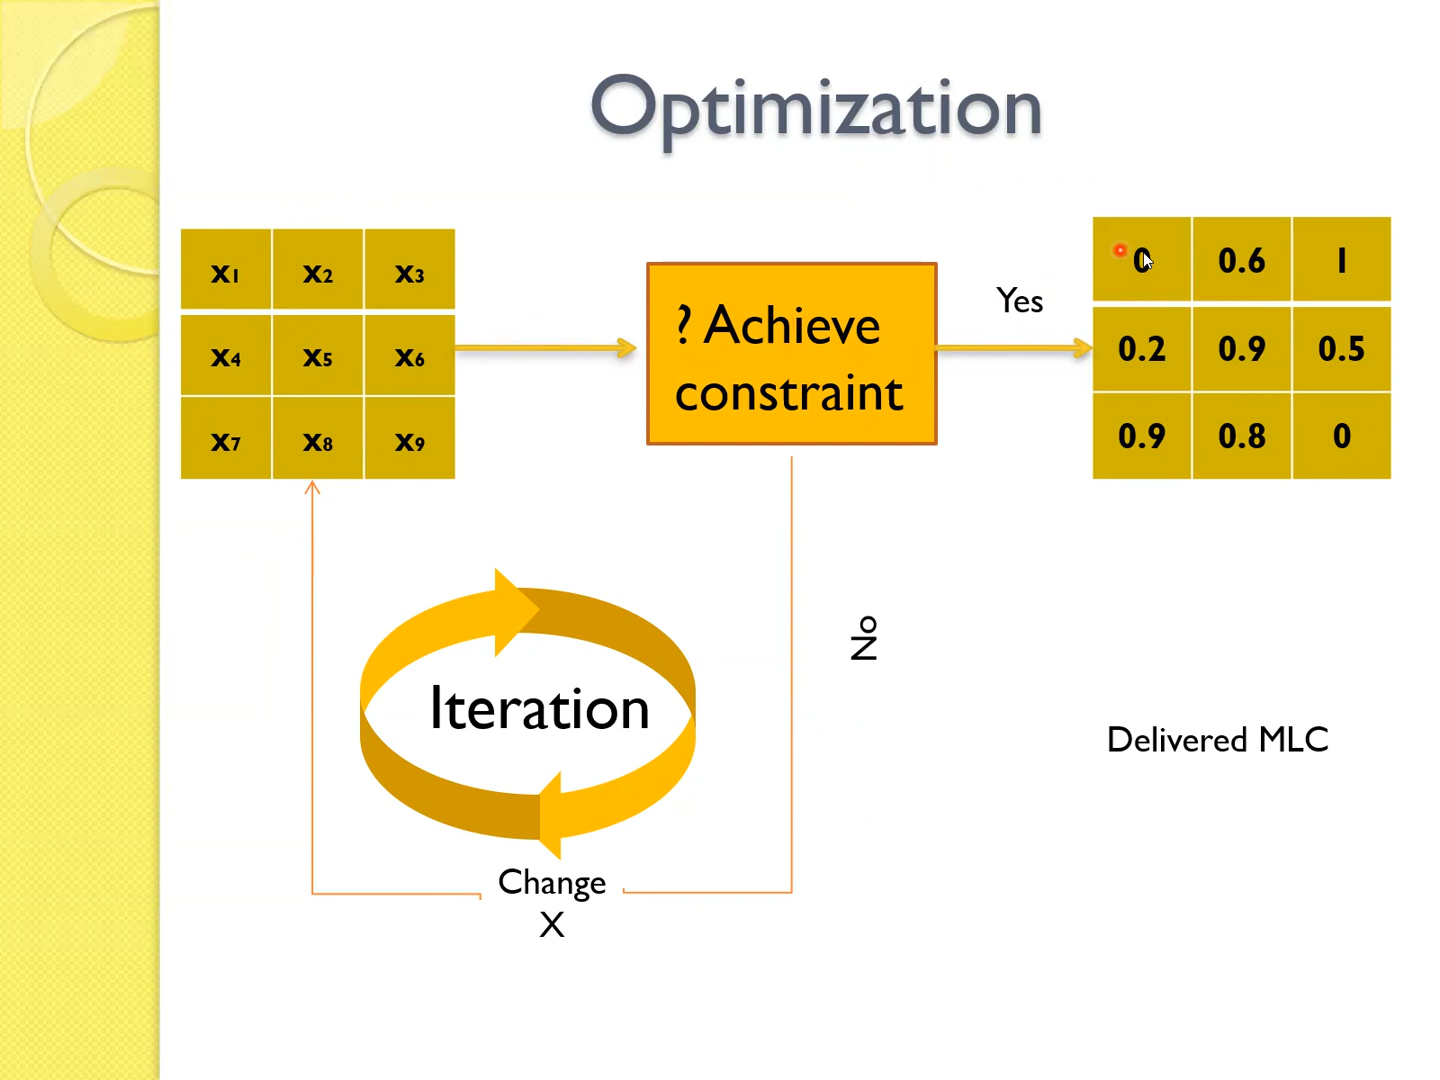 Optimization
x1 x2 x3
x4 x5 x6
x7 x8 x9
? Achieve
constraint
Yes
0 0.6 1
0.2 0.9 0.5
0.9 0.8 0
No
Iteration
Delivered MLC
Change
X